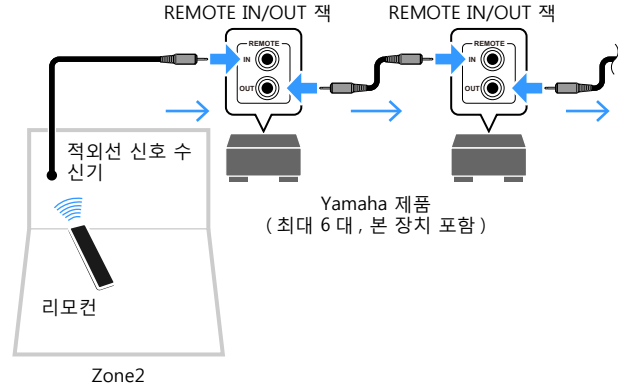 REMOTE IN/OUT 잭
REMOTE IN/OUT 잭
REMOTE
IN
OUT
REMOTE
IN
OUT
적외선 신호 수
신기
리모컨
Yamaha 제품
( 최대 6 대 , 본 장치 포함 )
Zone2